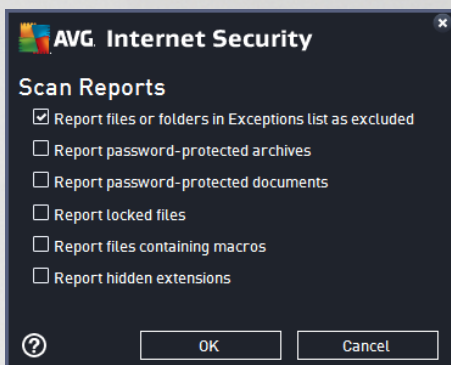 AVG Internet Security
Scan Reports
Report files or folders in Exceptions list as excluded
Report password-protected archives
Report password-protected documents
Report locked files
Report files containing macros
Report hidden extensions
? OK Cancel